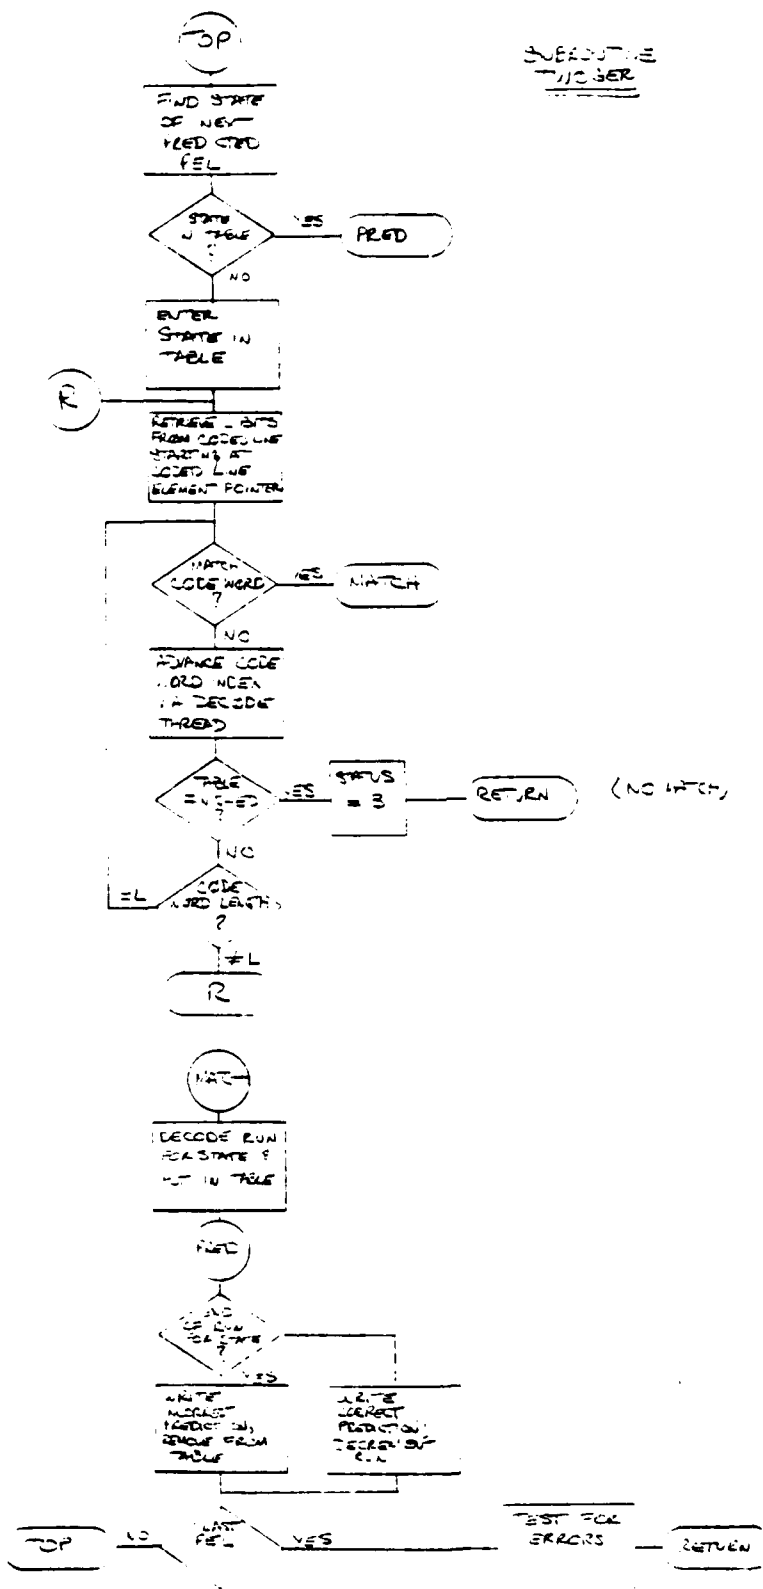 TOP
SUBROUTINE
FIND STATE
OF NEXT
PEL
STATE
IN TABLE
?
YES
PRED
NO
ENTER
STATE IN
TABLE
R
RETRIEVE L BITS
FROM CODED LINE
STARTING AT
CODED LINE
ELEMENT POINTER
MATCH
CODE WORD
?
YES
MATCH
NO
ADVANCE CODE
WORD INDEX
VIA DECODE
THREAD
TABLE
FINISHED
?
YES
STATUS
= 3
RETURN
(NO MATCH)
NO
CODE
WORD LENGTH
?
=L
≠L
R
DECODE RUN
FOR STATE &
PUT IN TABLE
PRED
END
OF RUN
FOR STATE
?
YES
WRITE
PREDICTION,
REMOVE FROM
TABLE
WRITE
CORRECT
PREDICTION,
DECREMENT
RUN
LAST
PEL
NO
TOP
YES
TEST FOR
ERRORS
RETURN